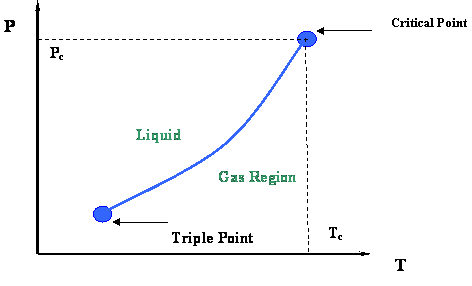 P
Critical Point
Pc
Liquid
Gas Region
Triple Point
Tc
T